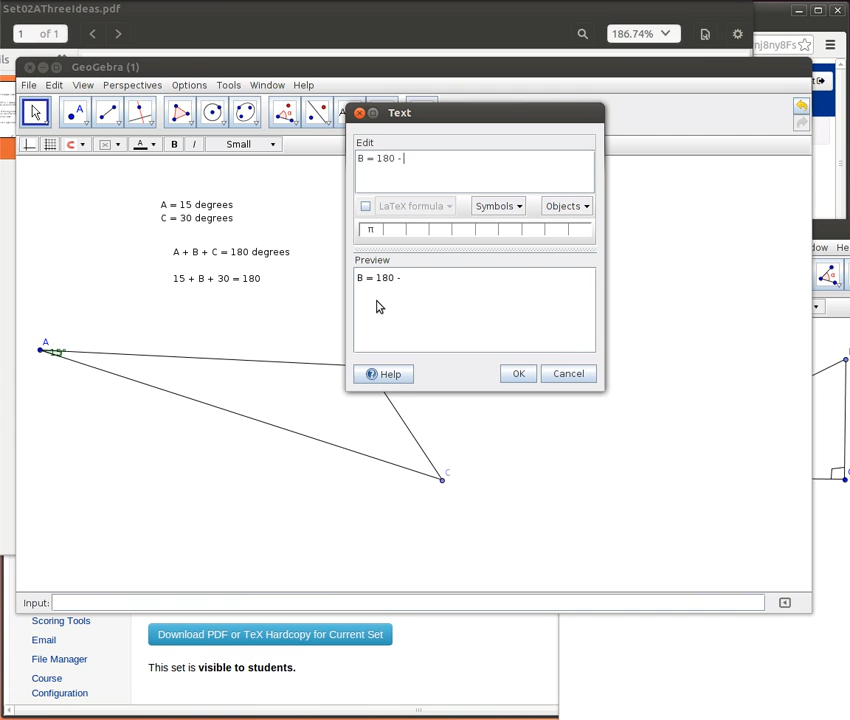 Set02AThreeIdeas.pdf
1 of 1
186.74%
nj8ny8Fs
GeoGebra (1)
File Edit View Perspectives Options Tools Window Help
A
α
B I Small
A = 15 degrees
C = 30 degrees
A + B + C = 180 degrees
15 + B + 30 = 180
A
15°
C
Text
Edit
B = 180 -
LaTeX formula Symbols Objects
π
Preview
B = 180 -
Help OK Cancel
Help
α
Input:
Scoring Tools
Email
File Manager
Course
Configuration
Download PDF or TeX Hardcopy for Current Set
This set is visible to students.